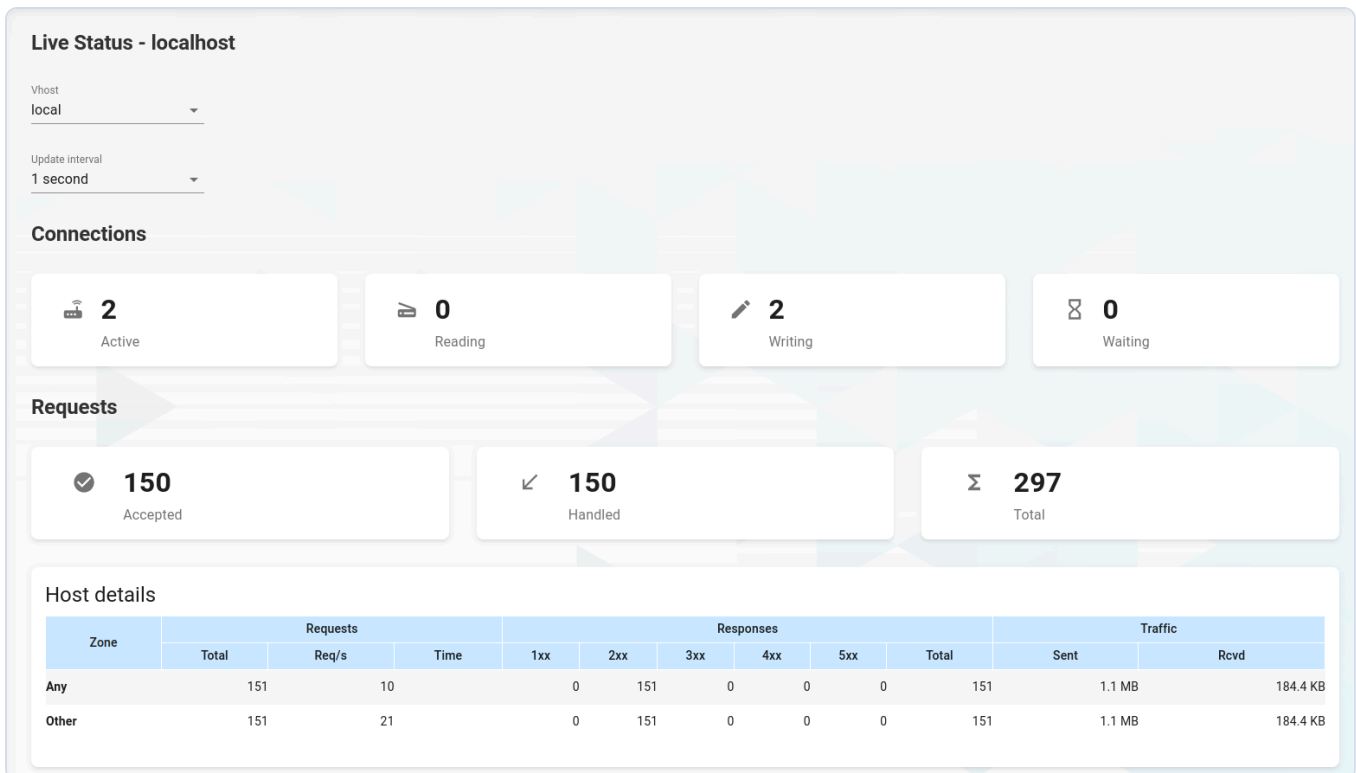 Live Status - localhost
Vhost
local
Update interval
1 second
Connections
2 0 2 0
Active Reading Writing Waiting
Requests
150 150 297
Accepted Handled Total
Host details
Zone Requests Responses Traffic
Total Req/s Time 1xx 2xx 3xx 4xx 5xx Total Sent Rcvd
Any 151 10 0 151 0 0 0 151 1.1 MB 184.4 KB
Other 151 21 0 151 0 0 0 151 1.1 MB 184.4 KB